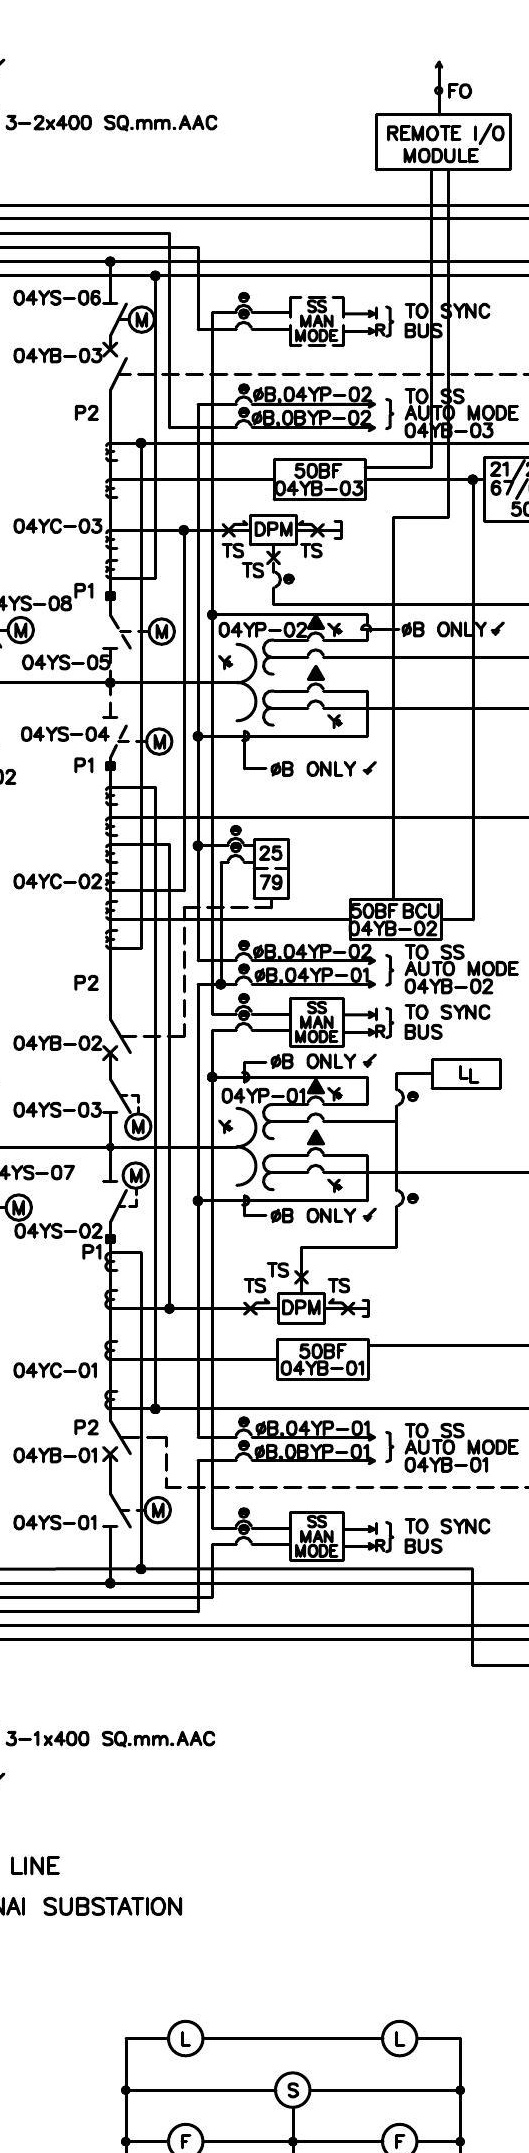 FO
3-2x400 SQ.mm.AAC
REMOTE I/O
MODULE
04YS-06
M
SS
MAN
MODE
R
TO SYNC
BUS
04YB-03
P2
ØB.04YP-02
ØB.0BYP-02
TO SS
AUTO MODE
04YB-03
50BF
04YB-03
21/2
67/
50
04YC-03
DPM
TS
TS
TS
P1
4YS-08
M
M
04YP-02
Y
ØB ONLY
04YS-05
Y
04YS-04
M
Y
P1
ØB ONLY
02
25
79
04YC-02
50BF BCU
04YB-02
P2
ØB.04YP-02
ØB.04YP-01
TO SS
AUTO MODE
04YB-02
SS
MAN
MODE
R
TO SYNC
BUS
04YB-02
ØB ONLY
LL
04YP-01
Y
04YS-03
M
Y
4YS-07
M
Y
M
04YS-02
ØB ONLY
P1
TS
TS
TS
DPM
50BF
04YB-01
04YC-01
P2
ØB.04YP-01
ØB.0BYP-01
TO SS
AUTO MODE
04YB-01
04YB-01
M
04YS-01
SS
MAN
MODE
R
TO SYNC
BUS
3-1x400 SQ.mm.AAC
LINE
NAI SUBSTATION
L
L
S
F
F